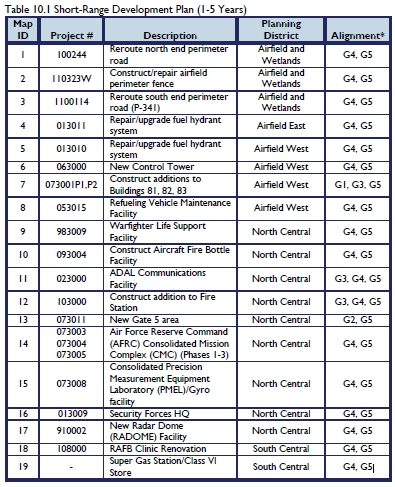 Table 10.1 Short-Range Development Plan (1-5 Years)
Map ID Project # Description Planning District Alignment*
1 100244 Reroute north end perimeter road Airfield and Wetlands G4, G5
2 110323W Construct/repair airfield perimeter fence Airfield and Wetlands G4, G5
3 1100114 Reroute south end perimeter road (P-341) Airfield and Wetlands G4, G5
4 013011 Repair/upgrade fuel hydrant system Airfield East G4, G5
5 013010 Repair/upgrade fuel hydrant system Airfield West G4, G5
6 063000 New Control Tower Airfield West G4, G5
7 073001P1,P2 Construct additions to Buildings 81, 82, 83 Airfield West G1, G3, G5
8 053015 Refueling Vehicle Maintenance Facility Airfield West G4, G5
9 983009 Warfighter Life Support Facility North Central G4, G5
10 093004 Construct Aircraft Fire Bottle Facility North Central G4, G5
11 023000 ADAL Communications Facility North Central G3, G4, G5
12 103000 Construct addition to Fire Station North Central G3, G4, G5
13 073011 New Gate 5 area North Central G2, G5
14 073003 073004 073005 Air Force Reserve Command (AFRC) Consolidated Mission Complex (CMC) (Phases 1-3) North Central G4, G5
15 073008 Consolidated Precision Measurement Equipment Laboratory (PMEL)/Gyro facility North Central G4, G5
16 013009 Security Forces HQ North Central G4, G5
17 910002 New Radar Dome (RADOME) Facility North Central G4, G5
18 108000 RAFB Clinic Renovation South Central G4, G5
19 - Super Gas Station/Class VI Store South Central G4, G5